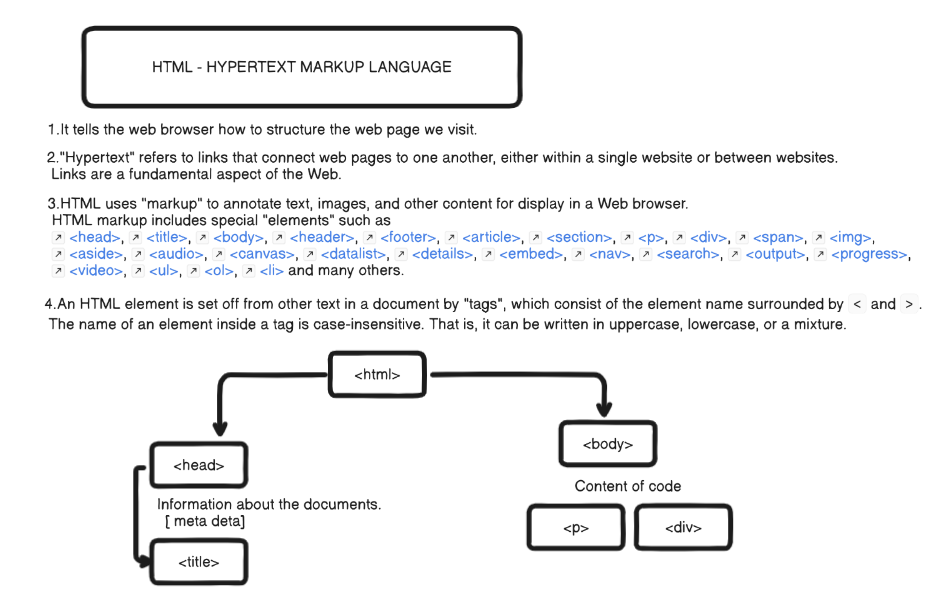 HTML - HYPERTEXT MARKUP LANGUAGE
1.It tells the web browser how to structure the web page we visit.
2."Hypertext" refers to links that connect web pages to one another, either within a single website or between websites.
Links are a fundamental aspect of the Web.
3.HTML uses "markup" to annotate text, images, and other content for display in a Web browser.
HTML markup includes special "elements" such as
<head>, <title>, <body>, <header>, <footer>, <article>, <section>, <p>, <div>, <span>, <img>,
<aside>, <audio>, <canvas>, <datalist>, <details>, <embed>, <nav>, <search>, <output>, <progress>,
<video>, <ul>, <ol>, <li> and many others.
4.An HTML element is set off from other text in a document by "tags", which consist of the element name surrounded by < and > .
The name of an element inside a tag is case-insensitive. That is, it can be written in uppercase, lowercase, or a mixture.
<html>
<head>
Information about the documents.
[ meta deta]
<title>
<body>
Content of code
<p>
<div>